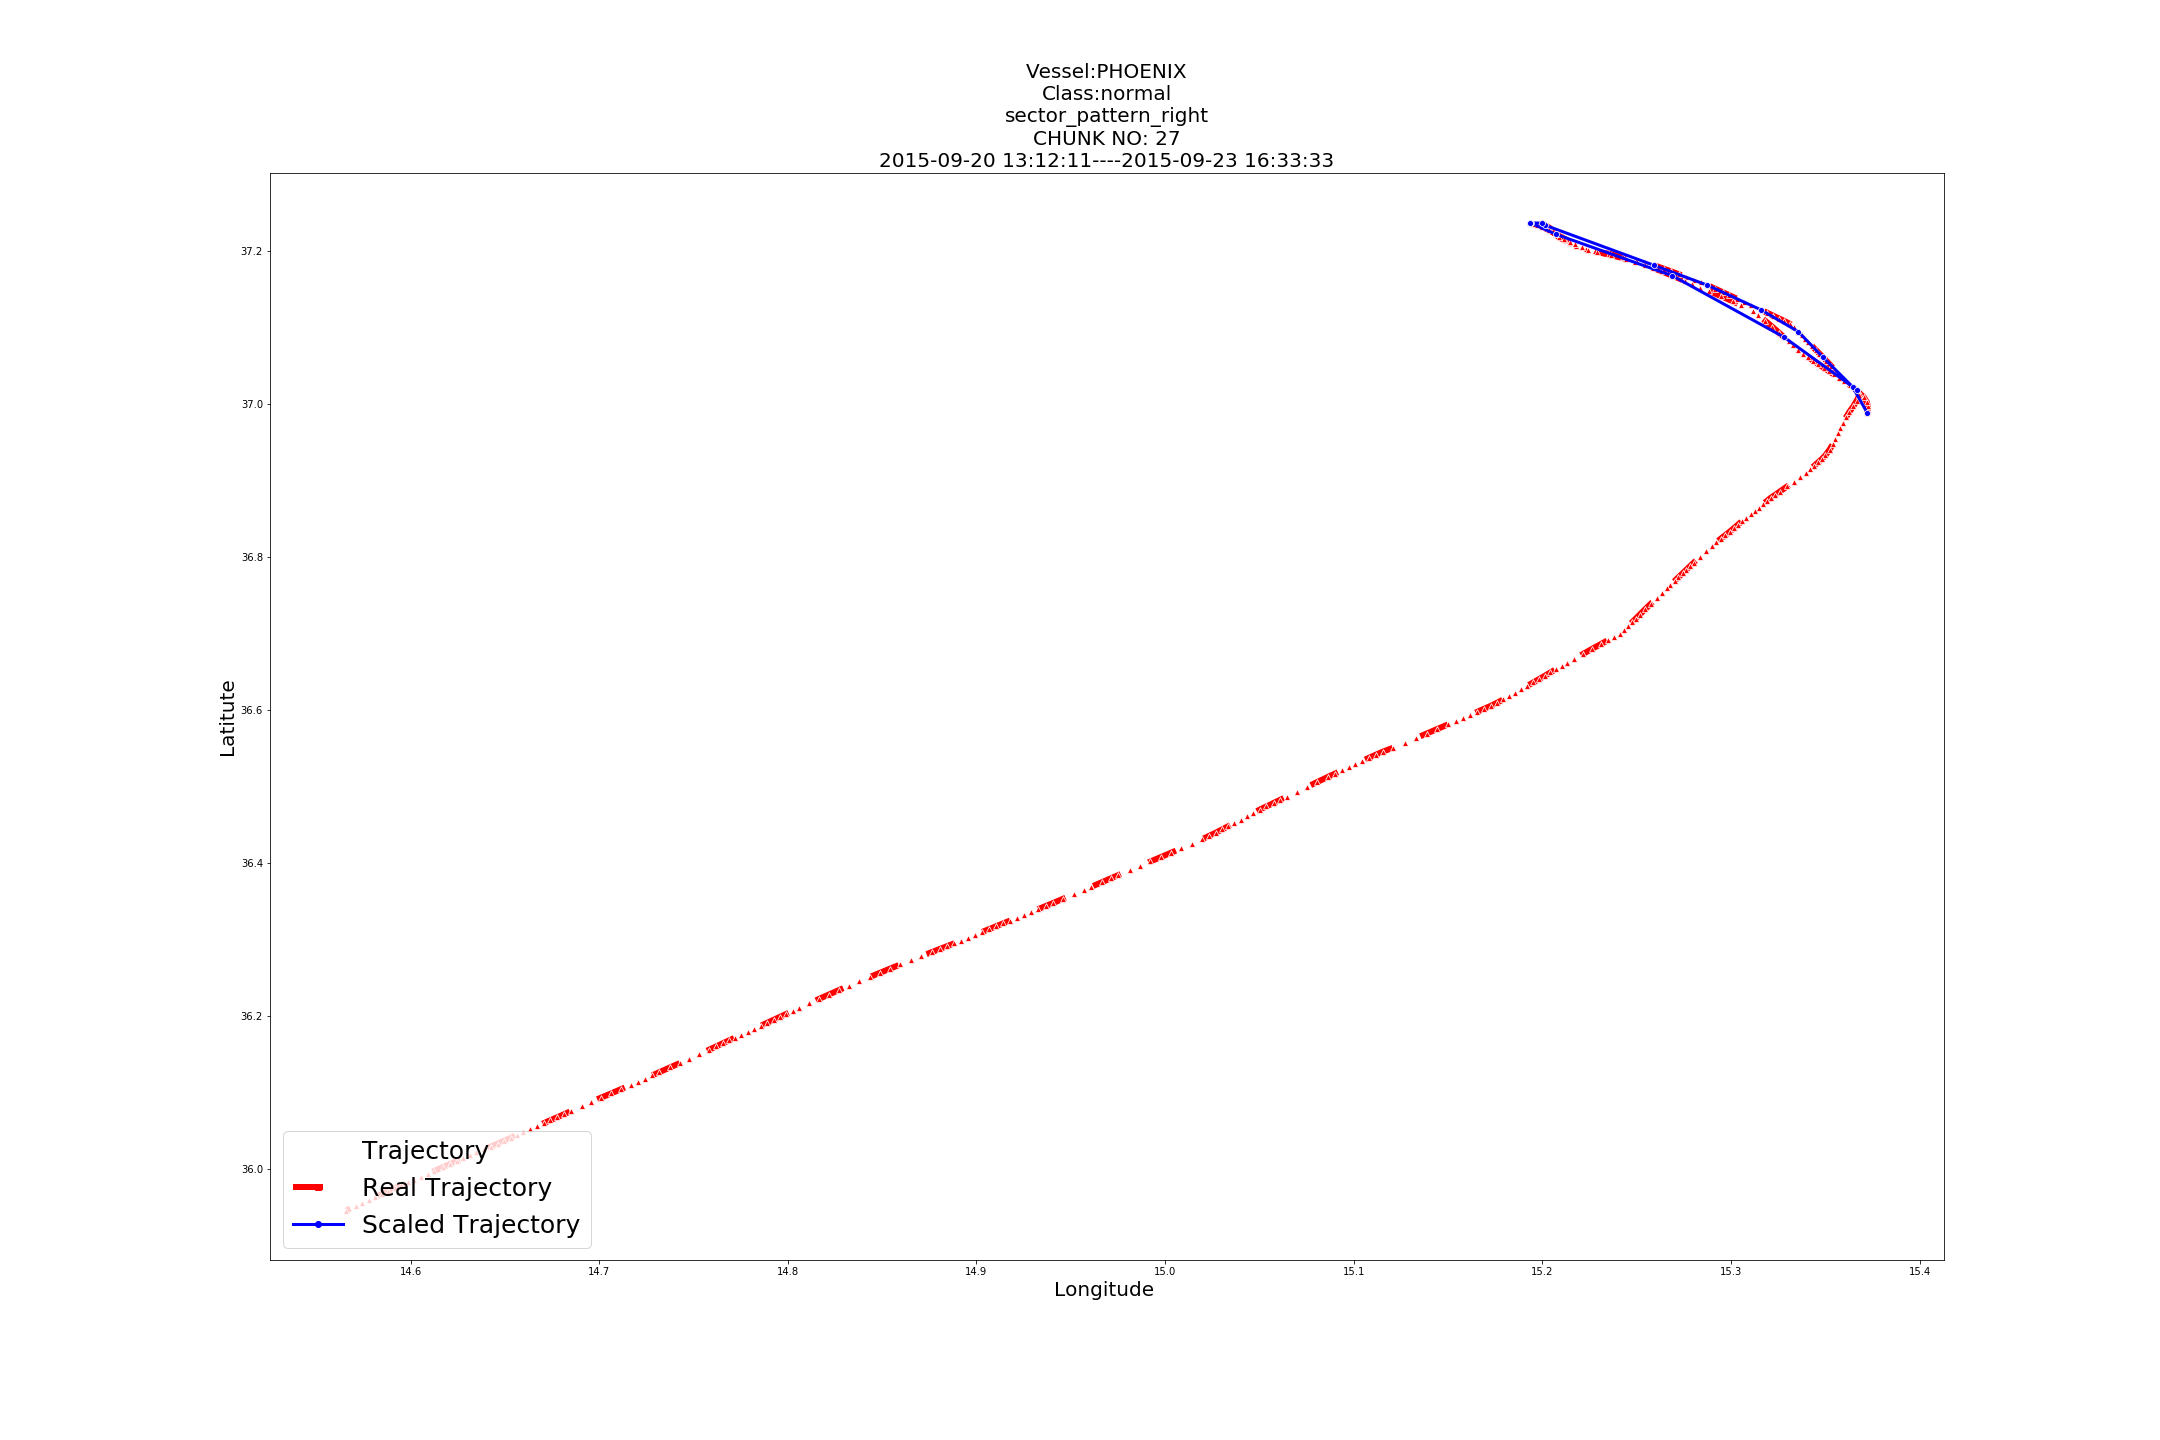 Vessel:PHOENIX
Class:normal
sector_pattern_right
CHUNK NO: 27
2015-09-20 13:12:11----2015-09-23 16:33:33
37.2
37.0
36.8
36.6
36.4
36.2
36.0
Latitute
Trajectory
Real Trajectory
Scaled Trajectory
14.6 14.7 14.8 14.9 15.0 15.1 15.2 15.3 15.4
Longitude